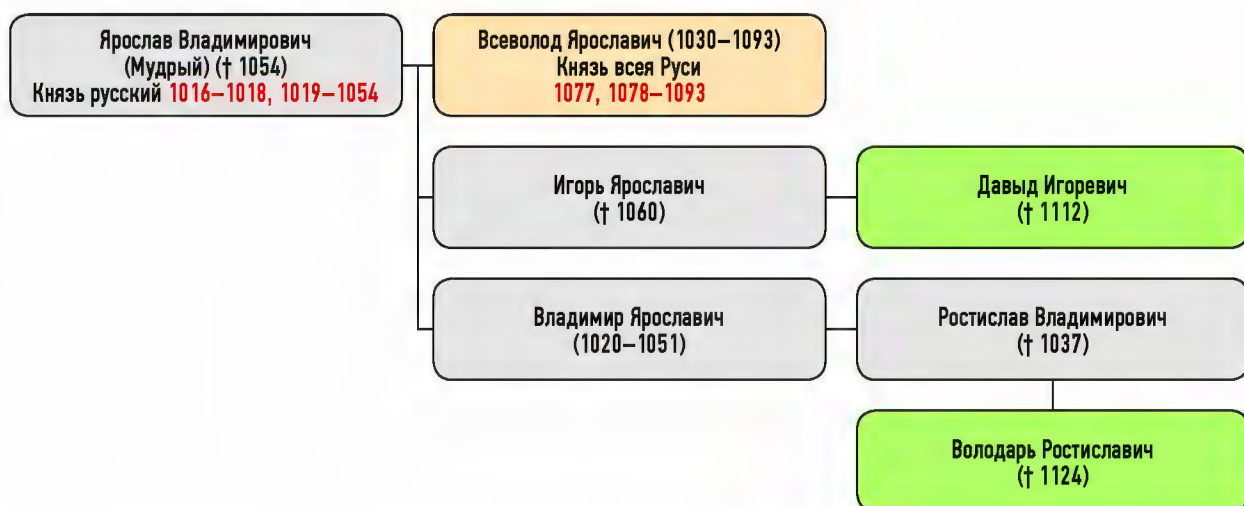 Ярослав Владимирович
(Мудрый) († 1054)
Князь русский 1016–1018, 1019–1054
Всеволод Ярославич (1030–1093)
Князь всея Руси
1077, 1078–1093
Игорь Ярославич
(† 1060)
Давыд Игоревич
(† 1112)
Владимир Ярославич
(1020–1051)
Ростислав Владимирович
(† 1037)
Володарь Ростиславич
(† 1124)